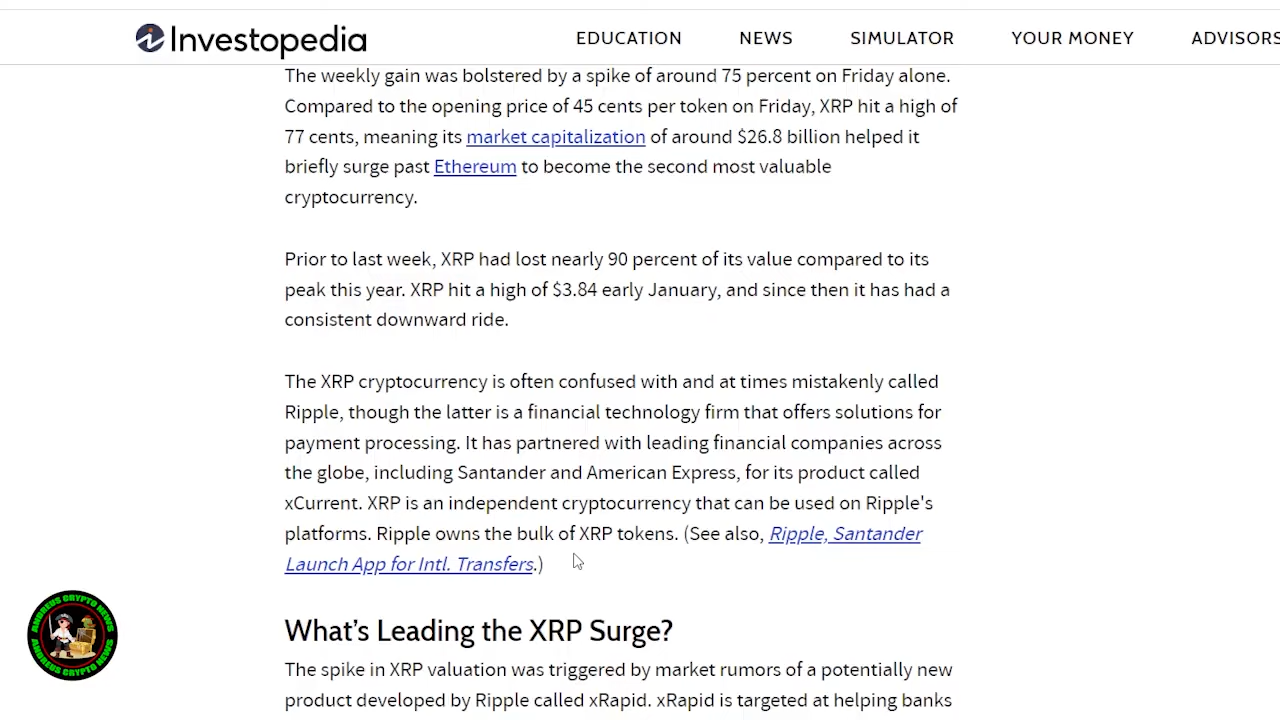 Investopedia
EDUCATION NEWS SIMULATOR YOUR MONEY ADVISORS
The weekly gain was bolstered by a spike of around 75 percent on Friday alone.
Compared to the opening price of 45 cents per token on Friday, XRP hit a high of
77 cents, meaning its market capitalization of around $26.8 billion helped it
briefly surge past Ethereum to become the second most valuable
cryptocurrency.
Prior to last week, XRP had lost nearly 90 percent of its value compared to its
peak this year. XRP hit a high of $3.84 early January, and since then it has had a
consistent downward ride.
The XRP cryptocurrency is often confused with and at times mistakenly called
Ripple, though the latter is a financial technology firm that offers solutions for
payment processing. It has partnered with leading financial companies across
the globe, including Santander and American Express, for its product called
xCurrent. XRP is an independent cryptocurrency that can be used on Ripple's
platforms. Ripple owns the bulk of XRP tokens. (See also, Ripple, Santander
Launch App for Intl. Transfers.)
What’s Leading the XRP Surge?
The spike in XRP valuation was triggered by market rumors of a potentially new
product developed by Ripple called xRapid. xRapid is targeted at helping banks
ANDREUS CRYPTO NEWS
ANDREUS CRYPTO NEWS